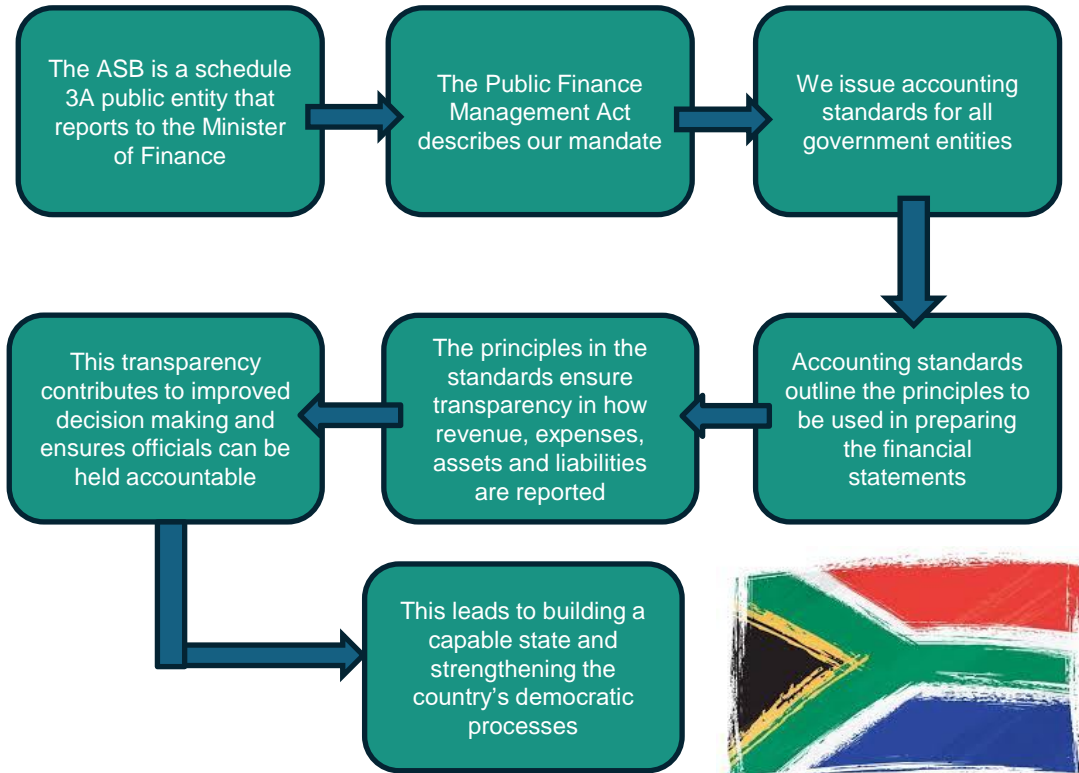 The ASB is a schedule
3A public entity that
reports to the Minister
of Finance
The Public Finance
Management Act
describes our mandate
We issue accounting
standards for all
government entities
Accounting standards
outline the principles to
be used in preparing
the financial
statements
The principles in the
standards ensure
transparency in how
revenue, expenses,
assets and liabilities
are reported
This transparency
contributes to improved
decision making and
ensures officials can be
held accountable
This leads to building a
capable state and
strengthening the
country's democratic
processes